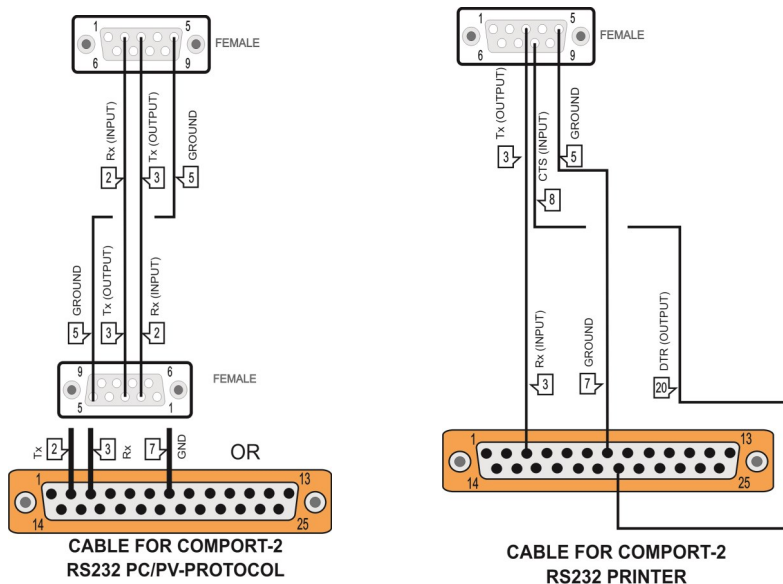 1
5
FEMALE
6
9
Rx (INPUT)
Tx (OUTPUT)
GROUND
2
3
5
GROUND
Tx (OUTPUT)
Rx (INPUT)
5
3
2
9
6
FEMALE
5
1
Tx
2
3
Rx
7
GND
OR
1
13
14
25
CABLE FOR COMPORT-2
RS232 PC/PV-PROTOCOL
1
5
FEMALE
6
9
Tx (OUTPUT)
CTS (INPUT)
GROUND
3
5
8
Rx (INPUT)
GROUND
DTR (OUTPUT)
3
7
20
1
13
14
25
CABLE FOR COMPORT-2
RS232 PRINTER